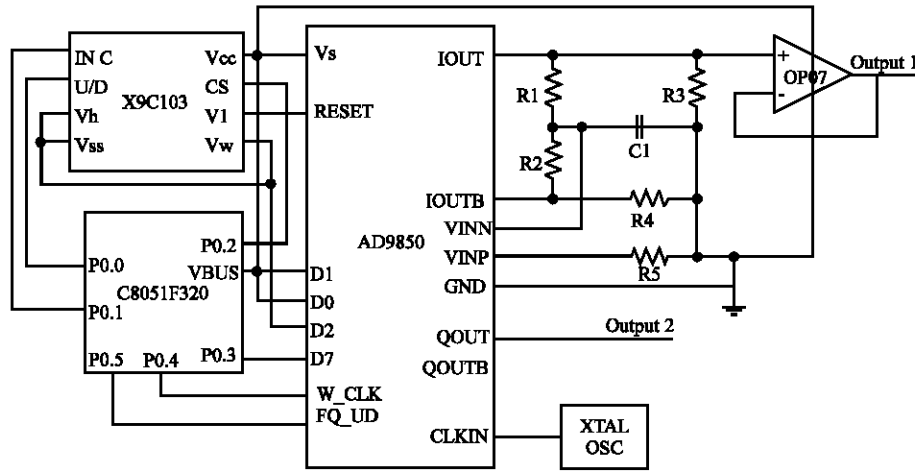 IN C
U/D
Vh
Vss
X9C103
Vcc
CS
V1
Vw
P0.0
P0.1
P0.5
P0.4
C8051F320
P0.2
VBUS
P0.3
Vs
RESET
D1
D0
D2
D7
W_CLK
FQ_UD
AD9850
IOUT
IOUTB
VINN
VINP
GND
QOUT
QOUTB
CLKIN
R1
R2
R3
C1
R4
R5
+
-
OP07
Output 1
Output 2
XTAL
OSC